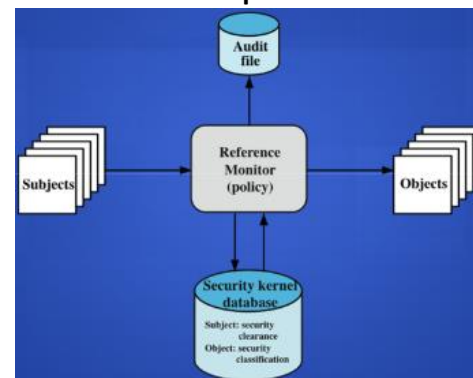 Audit
file
Subjects
Reference
Monitor
(policy)
Objects
Security kernel
database
Subject: security
clearance
Object: security
classification